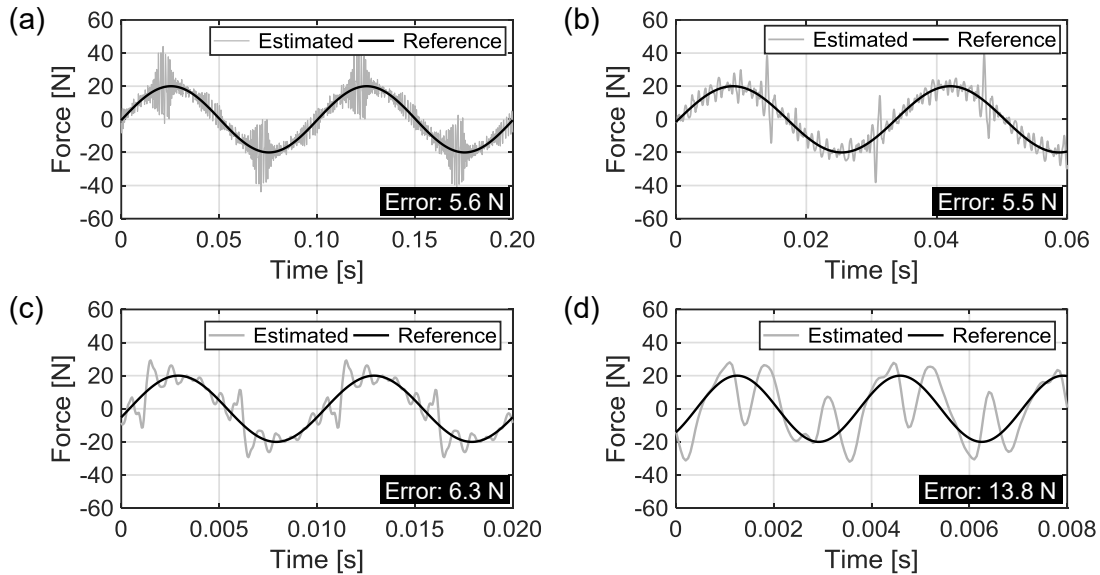 (a)
Force [N]
60
40
20
0
-20
-40
-60
Estimated Reference
Error: 5.6 N
0 0.05 0.10 0.15 0.20
Time [s]
(b)
Force [N]
60
40
20
0
-20
-40
-60
Estimated Reference
Error: 5.5 N
0 0.02 0.04 0.06
Time [s]
(c)
Force [N]
60
40
20
0
-20
-40
-60
Estimated Reference
Error: 6.3 N
0 0.005 0.010 0.015 0.020
Time [s]
(d)
Force [N]
60
40
20
0
-20
-40
-60
Estimated Reference
Error: 13.8 N
0 0.002 0.004 0.006 0.008
Time [s]